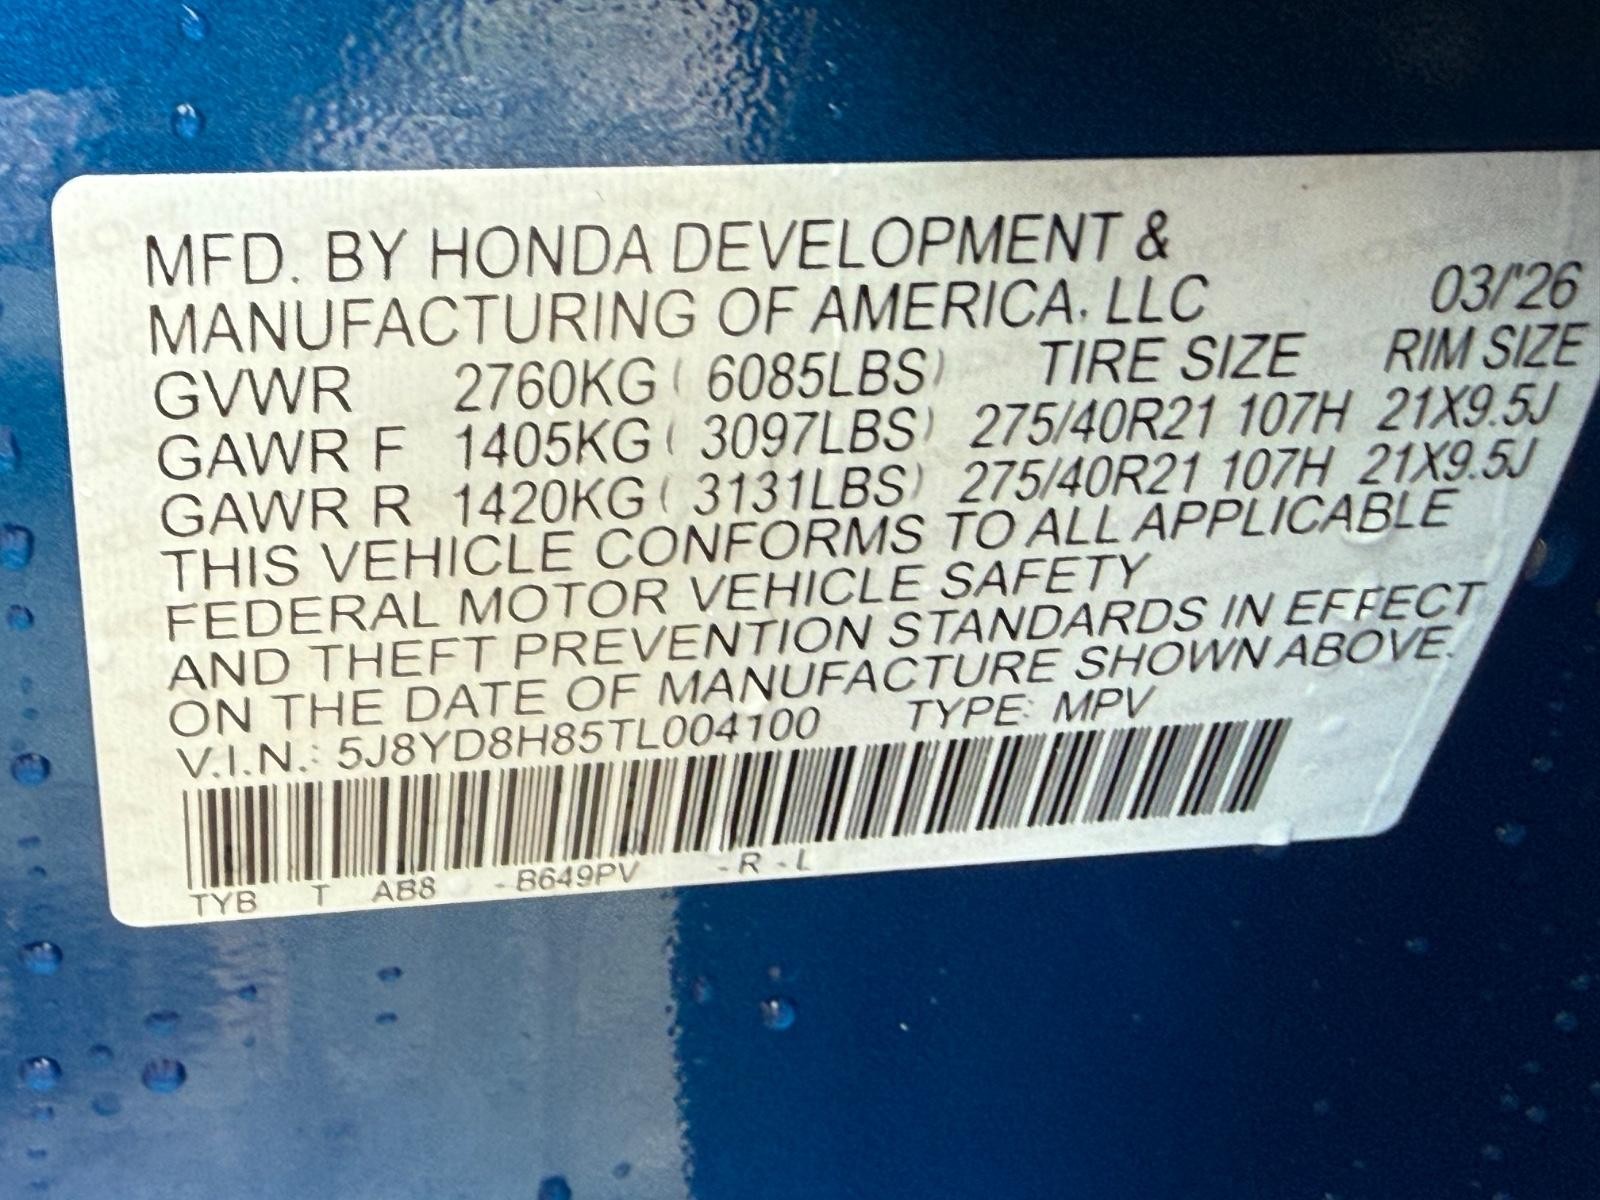 MFD. BY HONDA DEVELOPMENT &
MANUFACTURING OF AMERICA. LLC 03/'26
GVWR 2760KG ( 6085LBS) TIRE SIZE RIM SIZE
GAWR F 1405KG ( 3097LBS) 275/40R21 107H 21X9.5J
GAWR R 1420KG ( 3131LBS) 275/40R21 107H 21X9.5J
THIS VEHICLE CONFORMS TO ALL APPLICABLE
FEDERAL MOTOR VEHICLE SAFETY
AND THEFT PREVENTION STANDARDS IN EFFECT
ON THE DATE OF MANUFACTURE SHOWN ABOVE.
V.I.N.: 5J8YD8H85TL004100 TYPE: MPV
TYB T AB8 - B649PV - R - L